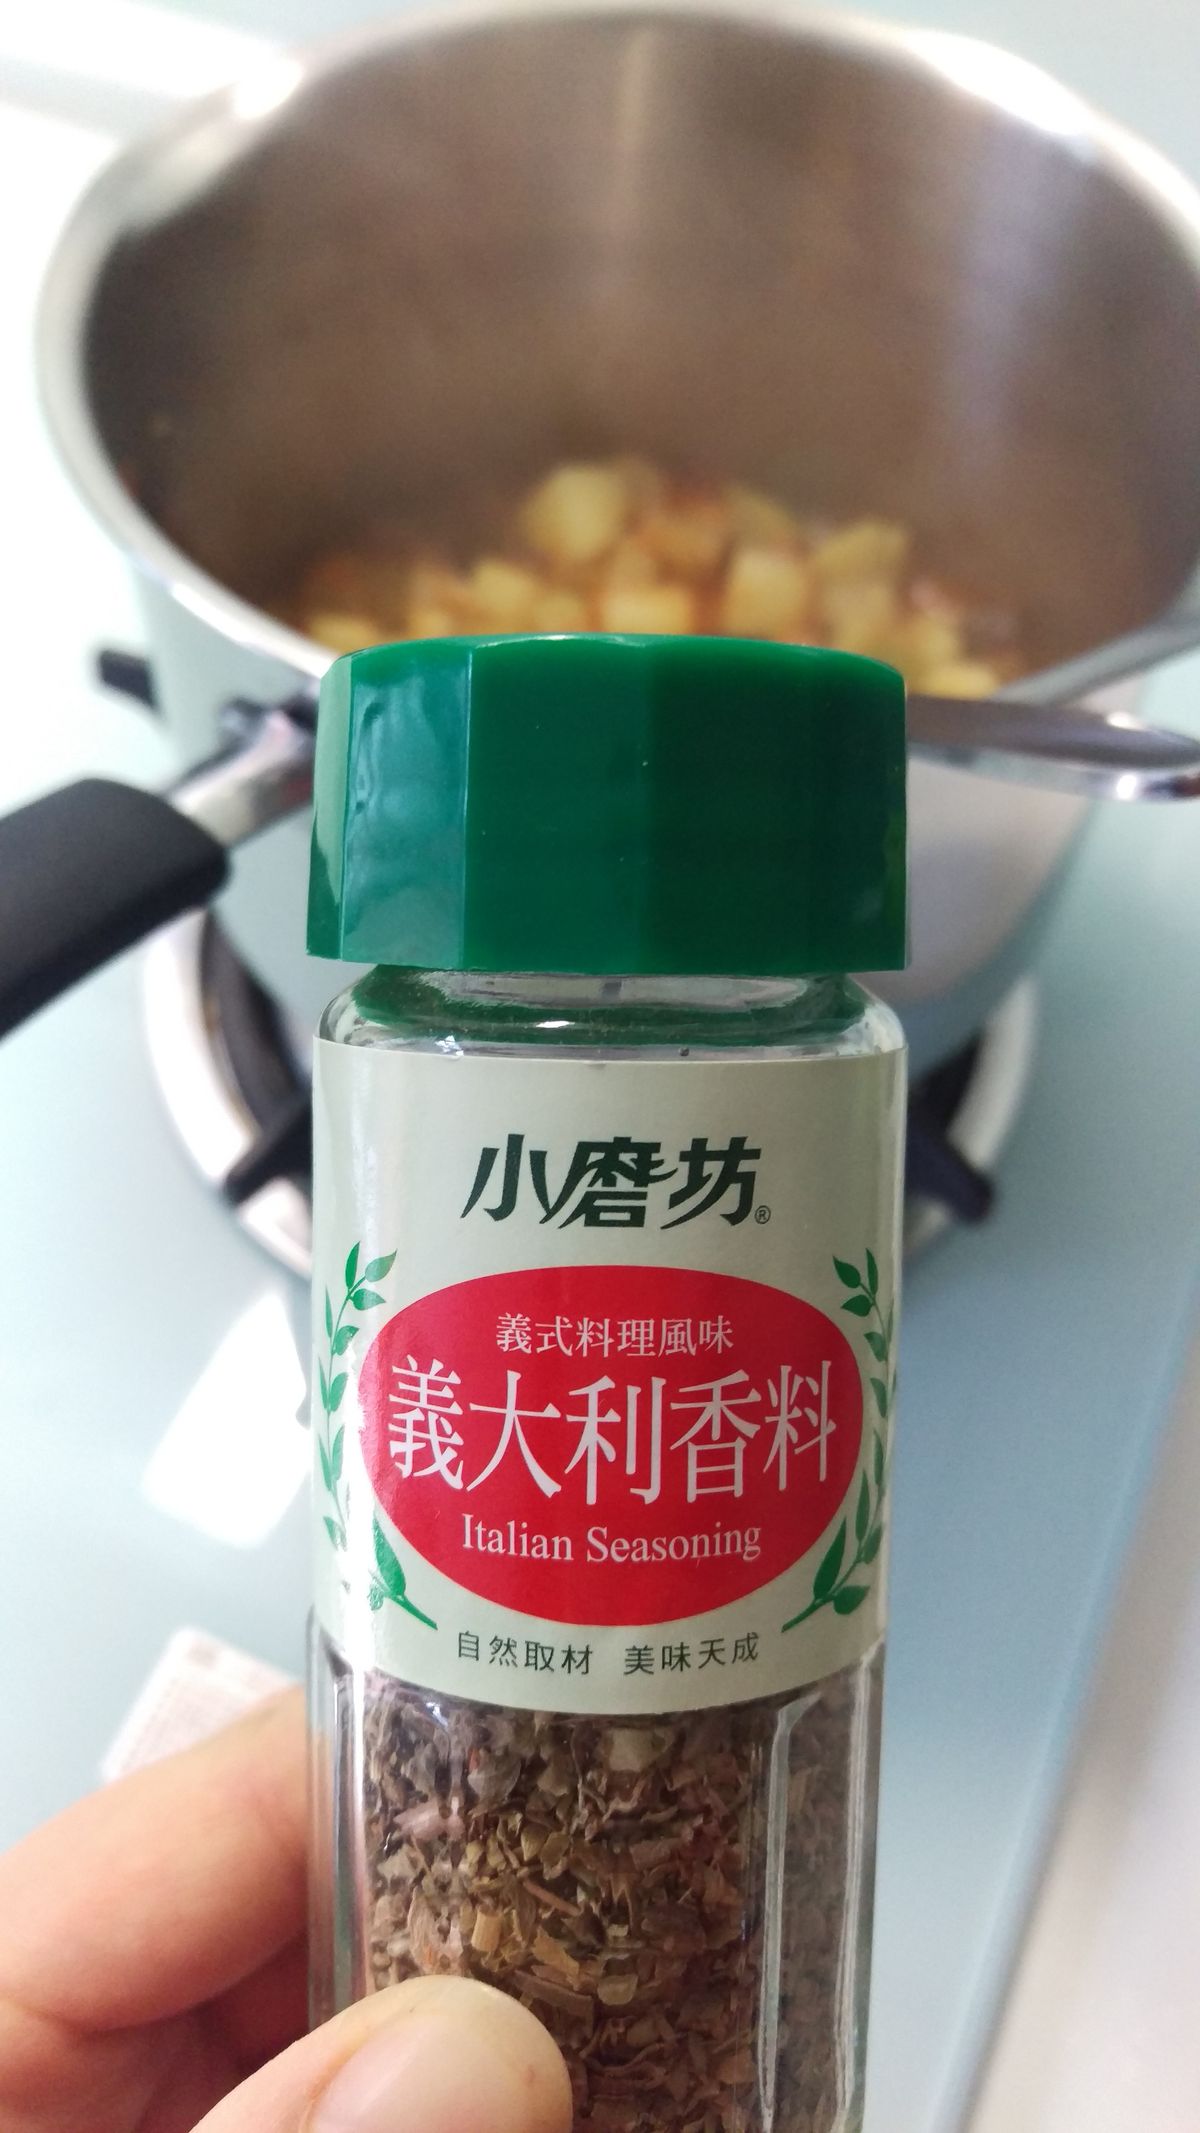 小磨坊®
義式料理風味
義大利香料
Italian Seasoning
自然取材 美味天成